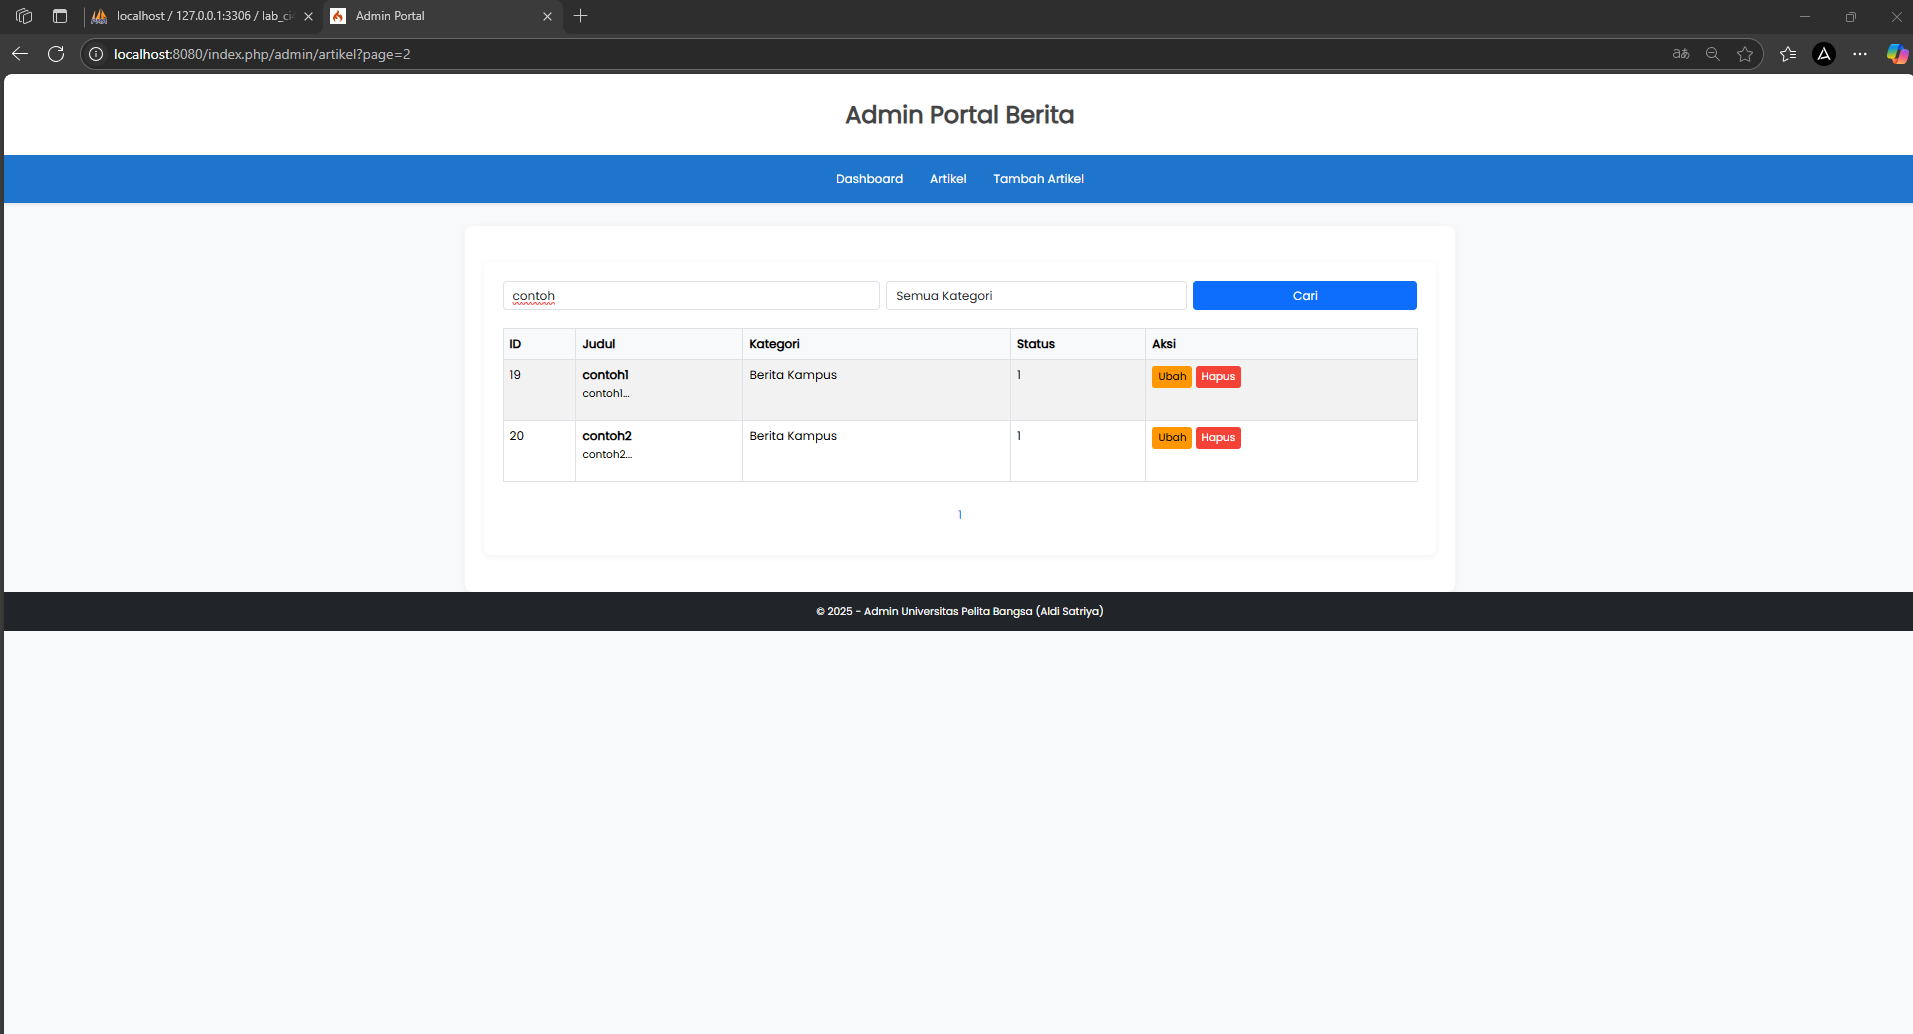 localhost / 127.0.0.1:3306 / lab_ci
Admin Portal
localhost:8080/index.php/admin/artikel?page=2
Admin Portal Berita
Dashboard Artikel Tambah Artikel
contoh Semua Kategori Cari
ID Judul Kategori Status Aksi
19 contoh1 Berita Kampus 1 Ubah Hapus
contoh1...
20 contoh2 Berita Kampus 1 Ubah Hapus
contoh2...
1
© 2025 - Admin Universitas Pelita Bangsa (Aldi Satriya)